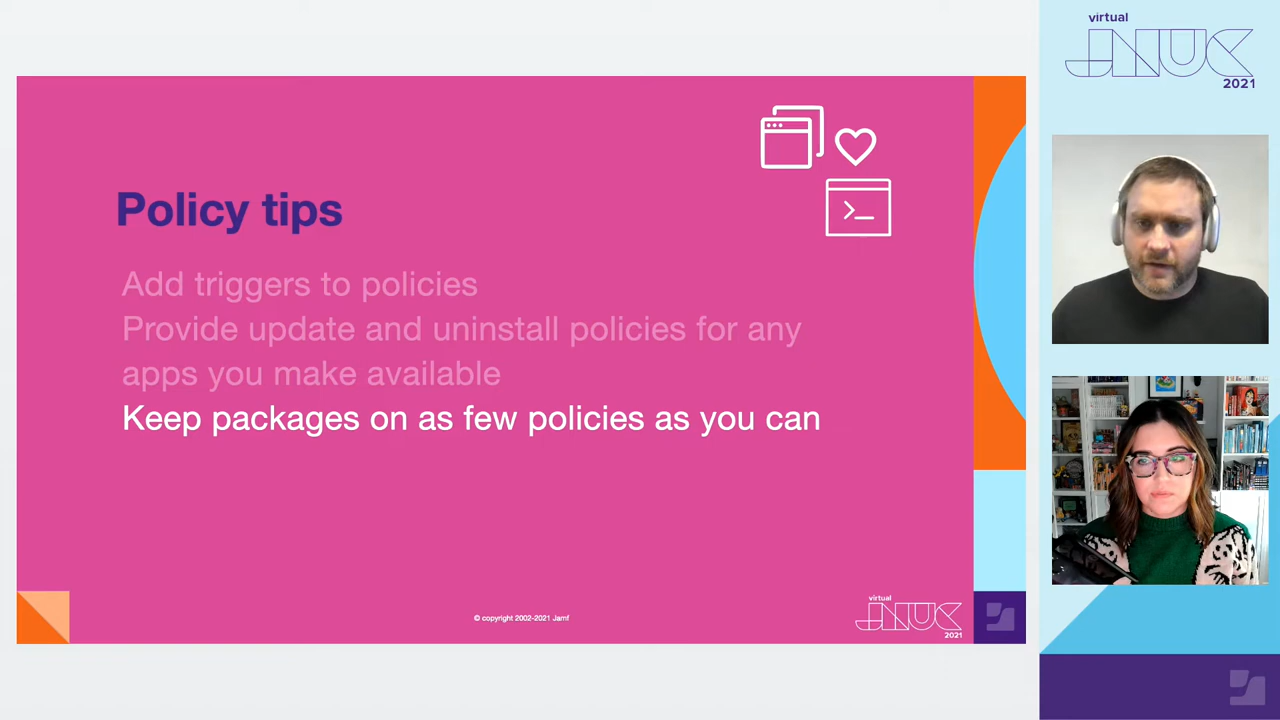 Policy tips
Add triggers to policies
Provide update and uninstall policies for any
apps you make available
Keep packages on as few policies as you can
© copyright 2002-2021 Jamf
virtual
JNUC
2021
virtual
JNUC
2021